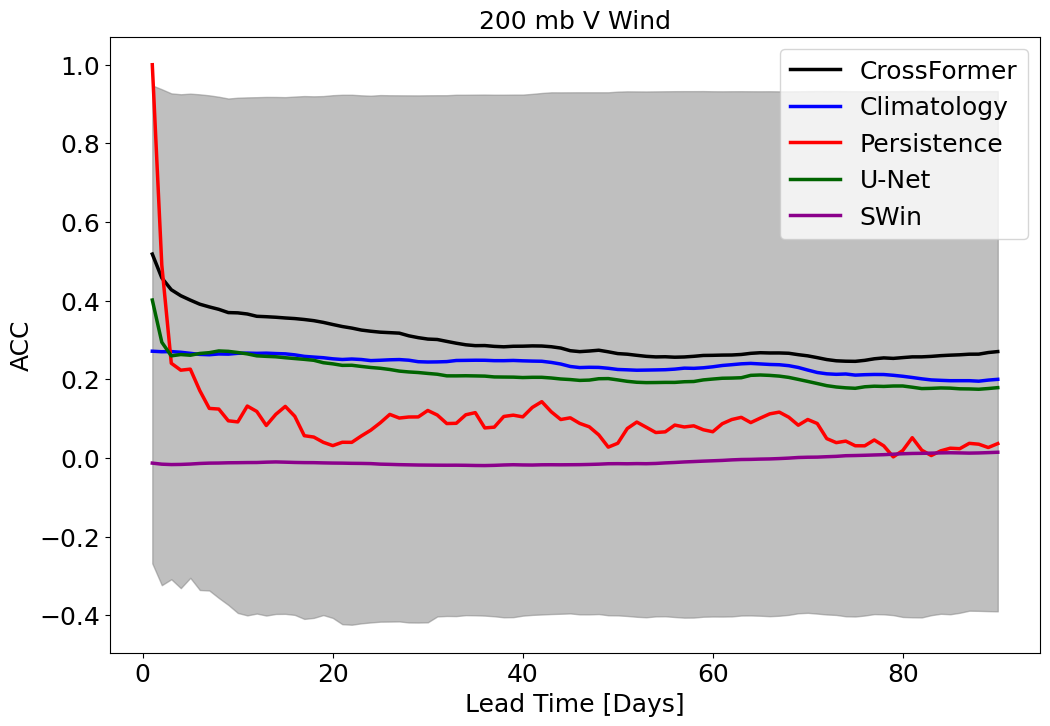 200 mb V Wind
CrossFormer
Climatology
Persistence
U-Net
SWin
ACC
1.0
0.8
0.6
0.4
0.2
0.0
−0.2
−0.4
0 20 40 60 80
Lead Time [Days]